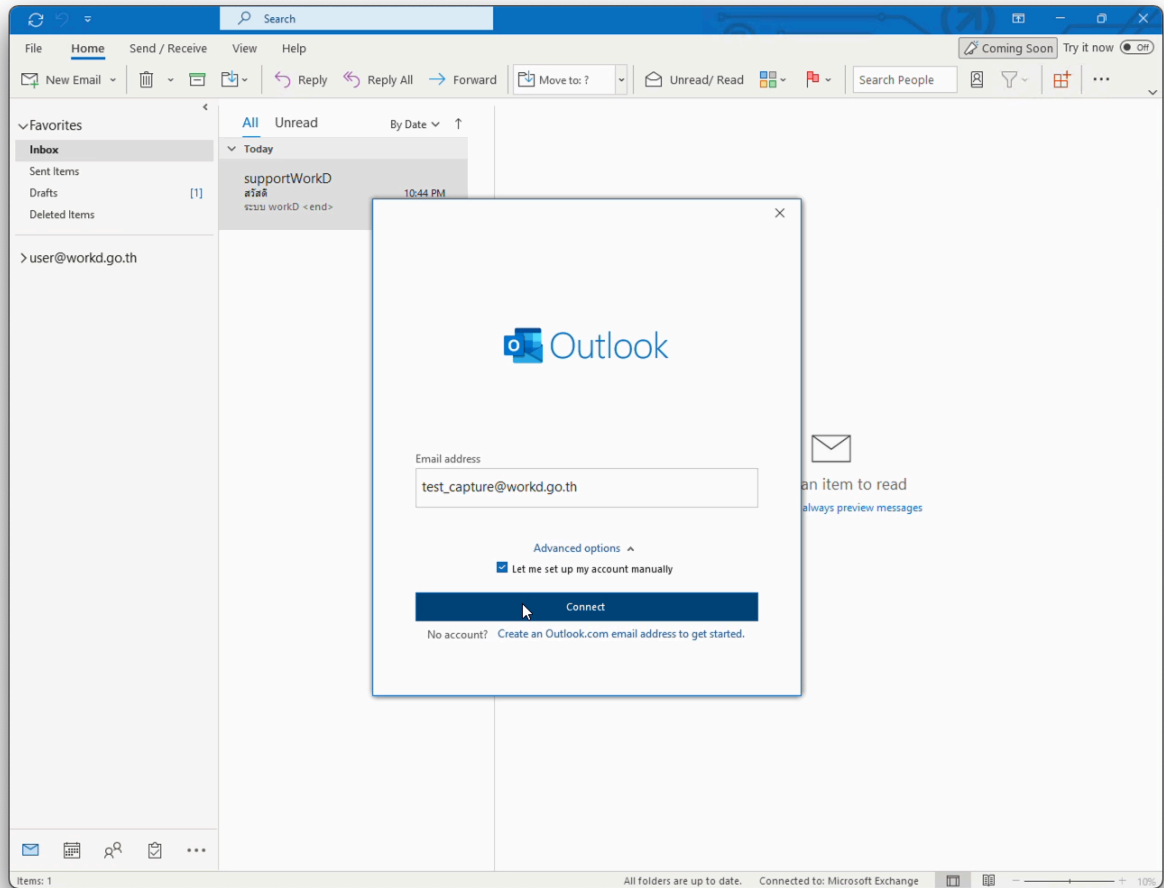 Search
File Home Send / Receive View Help Coming Soon Try it now Off
New Email Reply Reply All Forward Move to: ? Unread/ Read Search People
Favorites
Inbox
Sent Items
Drafts [1]
Deleted Items
user@workd.go.th
All Unread By Date
Today
supportWorkD
สวัสดี 10:44 PM
ระบบ workD <end>
Outlook
Email address
test_capture@workd.go.th
Advanced options
Let me set up my account manually
Connect
No account? Create an Outlook.com email address to get started.
an item to read
always preview messages
Items: 1 All folders are up to date. Connected to: Microsoft Exchange 10%